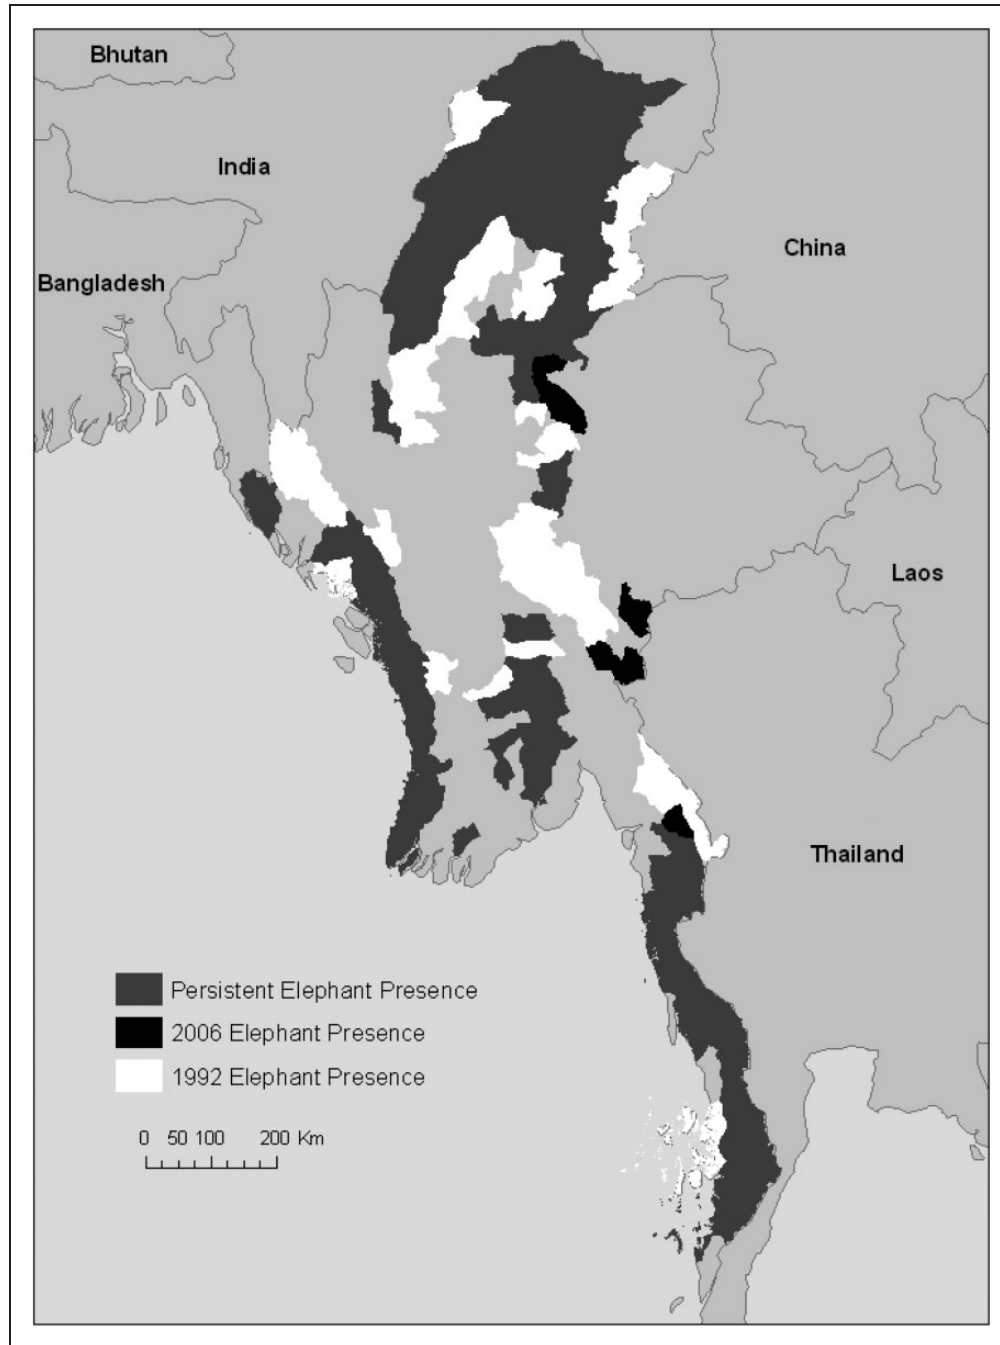 Bhutan
India
China
Bangladesh
Laos
Thailand
Persistent Elephant Presence
2006 Elephant Presence
1992 Elephant Presence
0 50 100 200 Km